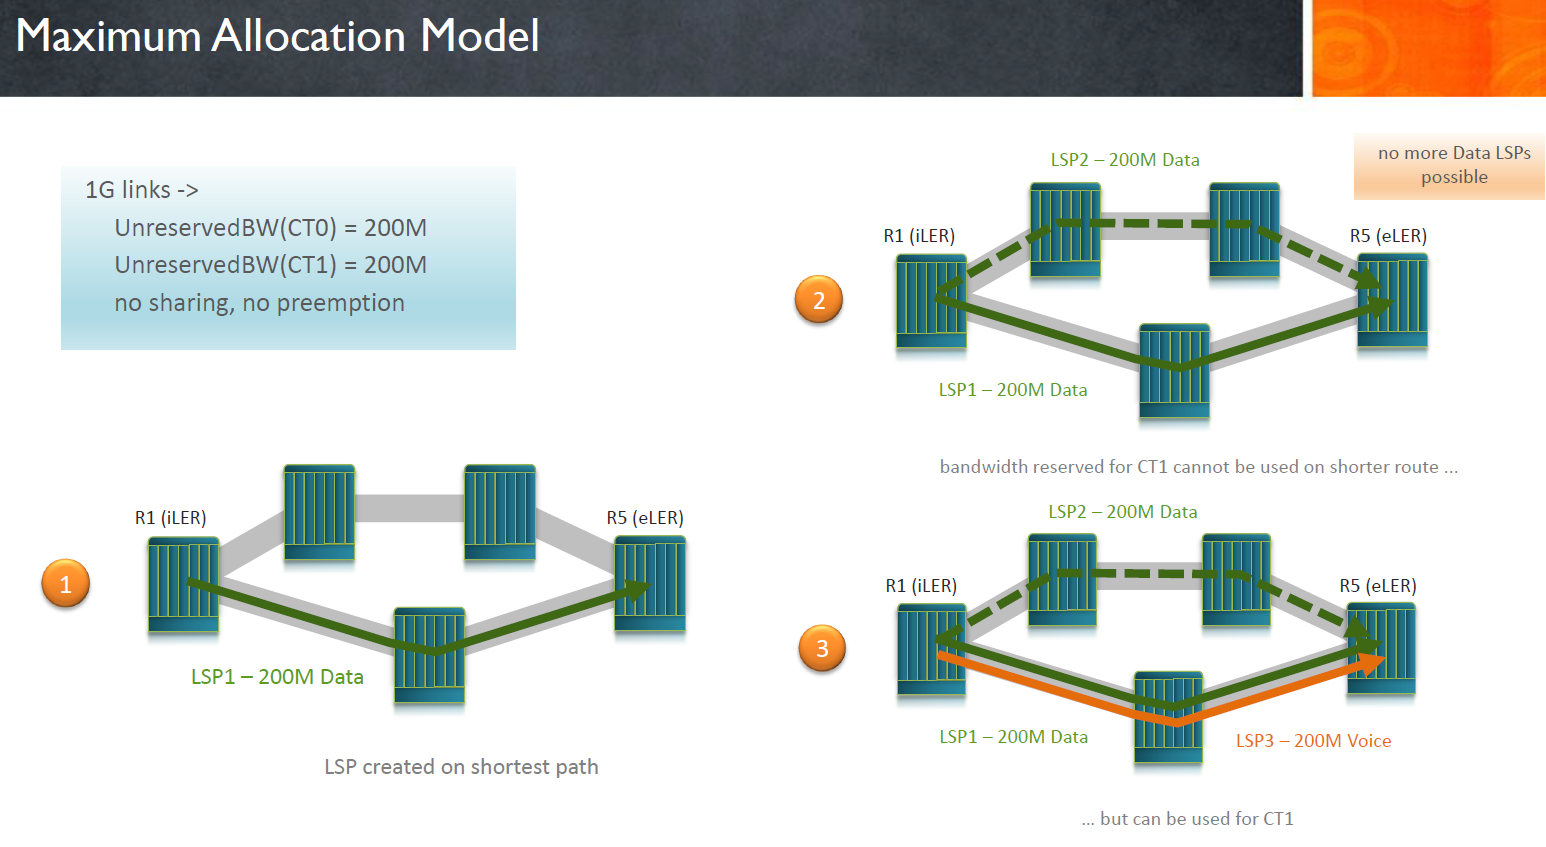 Maximum Allocation Model
1G links ->
UnreservedBW(CT0) = 200M
UnreservedBW(CT1) = 200M
no sharing, no preemption
1
R1 (iLER)
R5 (eLER)
LSP1 – 200M Data
LSP created on shortest path
no more Data LSPs
possible
2
LSP2 – 200M Data
R1 (iLER)
R5 (eLER)
LSP1 – 200M Data
bandwidth reserved for CT1 cannot be used on shorter route ...
3
LSP2 – 200M Data
R1 (iLER)
R5 (eLER)
LSP1 – 200M Data
LSP3 – 200M Voice
... but can be used for CT1